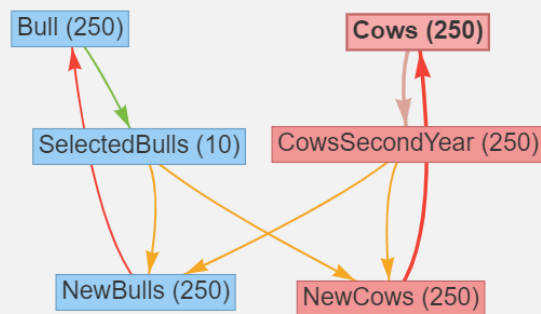 Bull (250)
Cows (250)
SelectedBulls (10)
CowsSecondYear (250)
NewBulls (250)
NewCows (250)